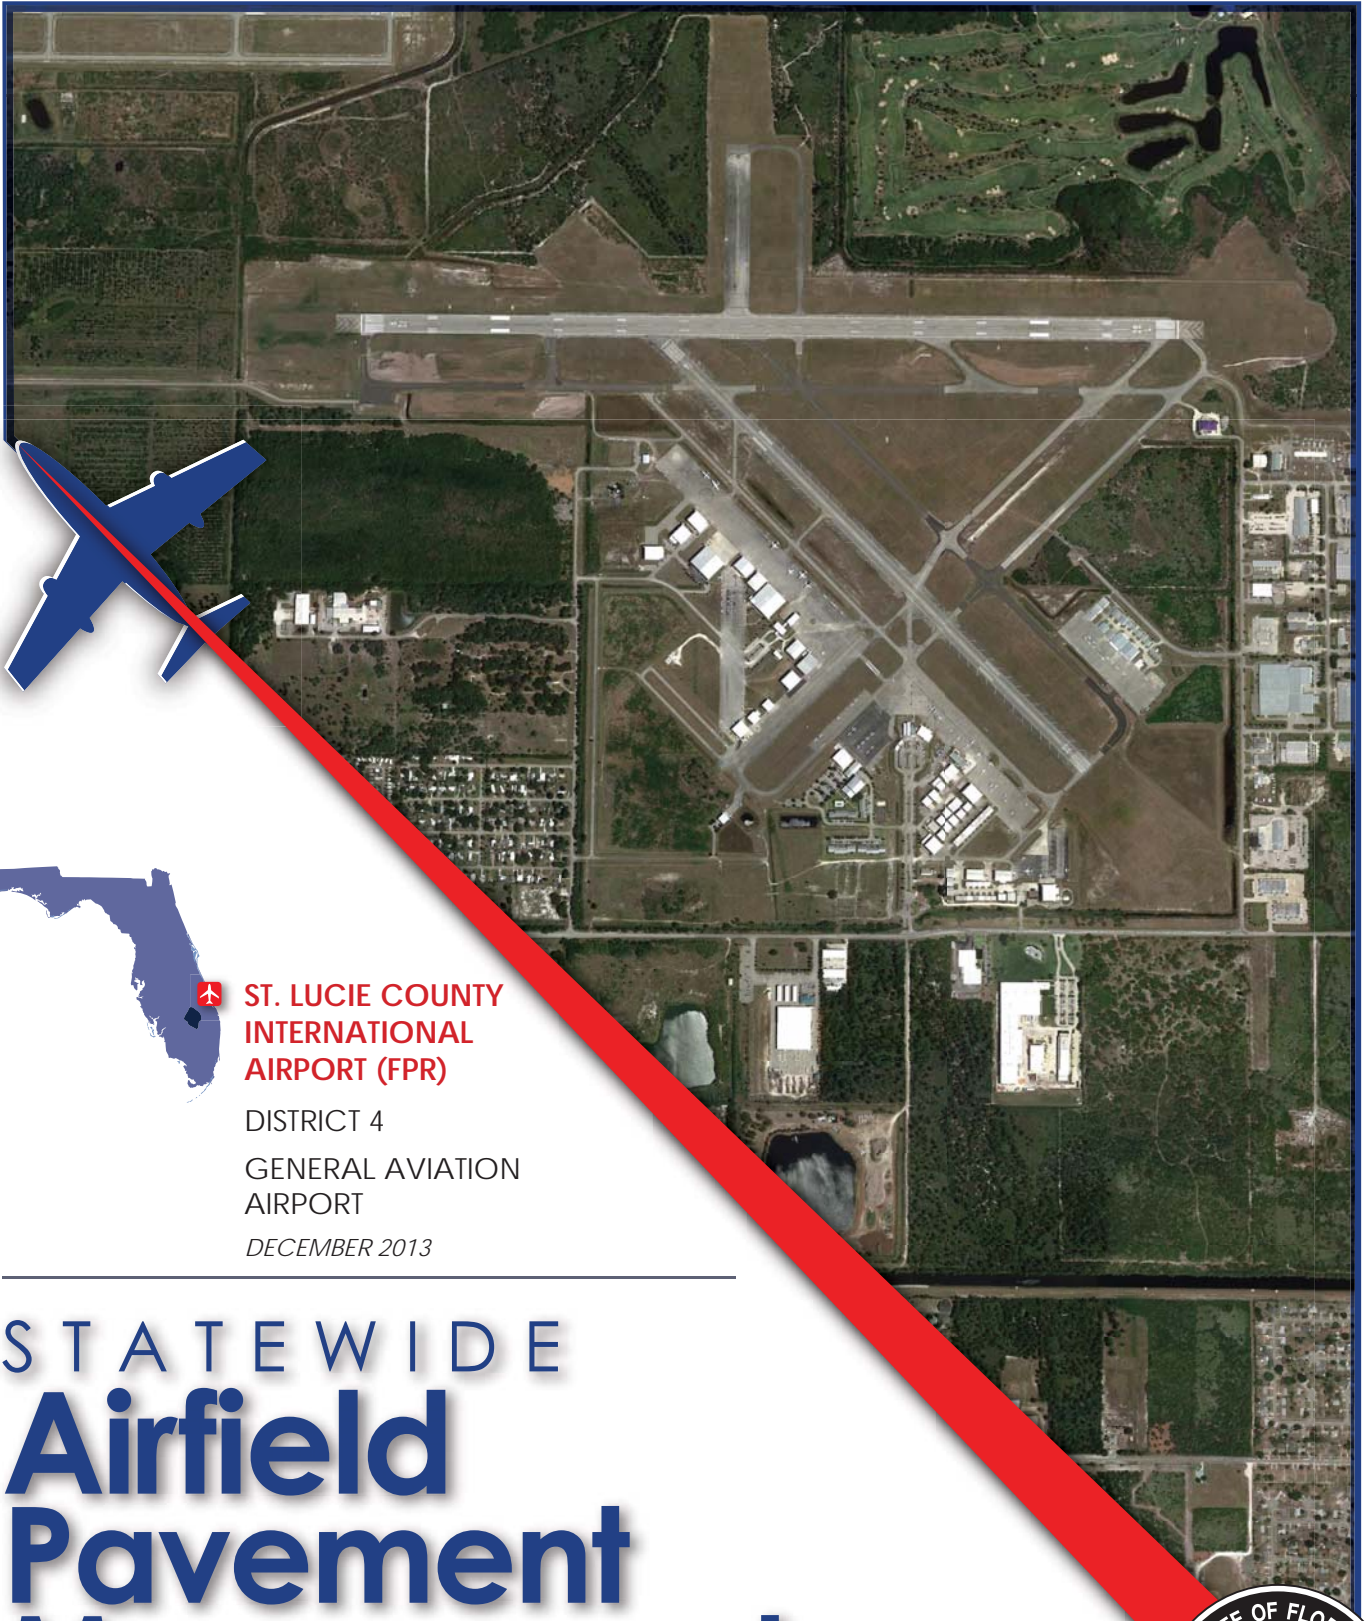 ST. LUCIE COUNTY
INTERNATIONAL
AIRPORT (FPR)
DISTRICT 4
GENERAL AVIATION
AIRPORT
DECEMBER 2013
STATEWIDE
Airfield
Pavement